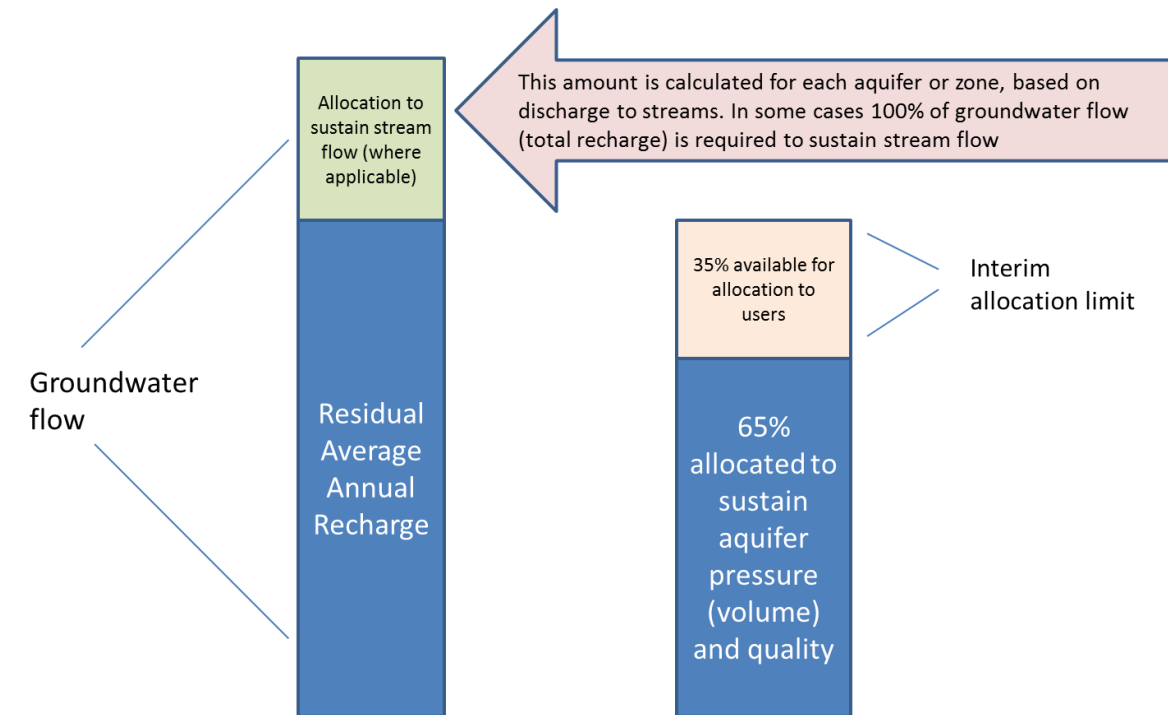 Allocation to
sustain stream
flow (where
applicable)
This amount is calculated for each aquifer or zone, based on
discharge to streams. In some cases 100% of groundwater flow
(total recharge) is required to sustain stream flow
35% available for
allocation to
users
Interim
allocation limit
Groundwater
flow
Residual
Average
Annual
Recharge
65%
allocated to
sustain
aquifer
pressure
(volume)
and quality